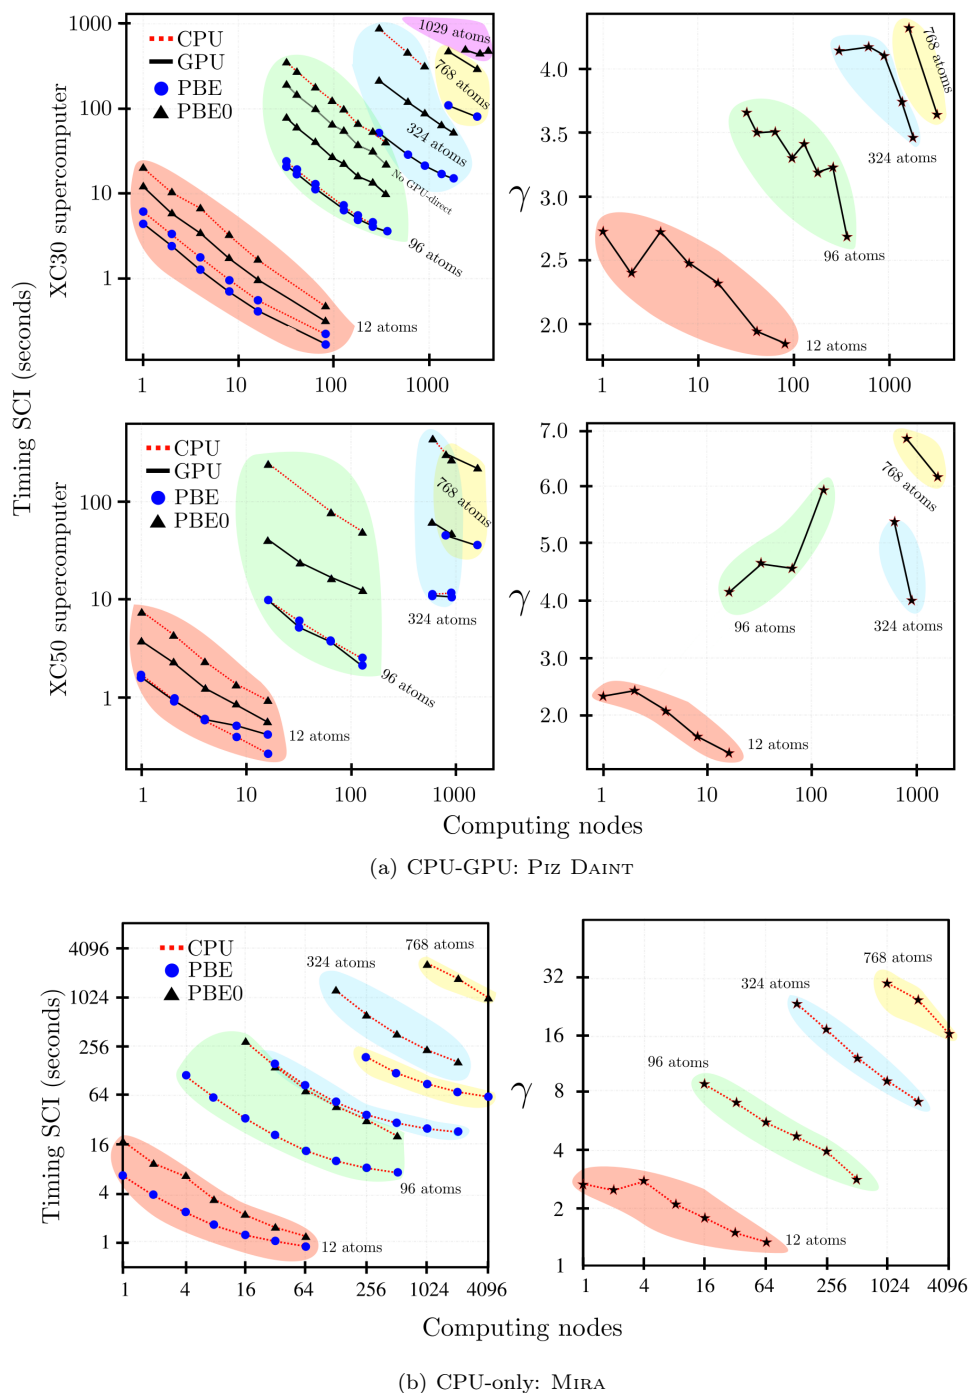 Timing SCI (seconds)
XC30 supercomputer
1000
100
10
1
CPU
GPU
PBE
PBE0
1029 atoms
768 atoms
324 atoms
No GPU-direct
96 atoms
12 atoms
1 10 100 1000
γ
4.0
3.5
3.0
2.5
2.0
768 atoms
324 atoms
96 atoms
12 atoms
1 10 100 1000
XC50 supercomputer
100
10
1
CPU
GPU
PBE
PBE0
768 atoms
324 atoms
96 atoms
12 atoms
1 10 100 1000
γ
7.0
6.0
5.0
4.0
3.0
2.0
768 atoms
96 atoms
324 atoms
12 atoms
1 10 100 1000
Computing nodes
(a) CPU-GPU: Piz Daint
Timing SCI (seconds)
4096
1024
256
64
16
4
1
CPU
PBE
PBE0
768 atoms
324 atoms
96 atoms
12 atoms
1 4 16 64 256 1024 4096
γ
32
16
8
4
2
1
768 atoms
324 atoms
96 atoms
12 atoms
1 4 16 64 256 1024 4096
Computing nodes
(b) CPU-only: Mira